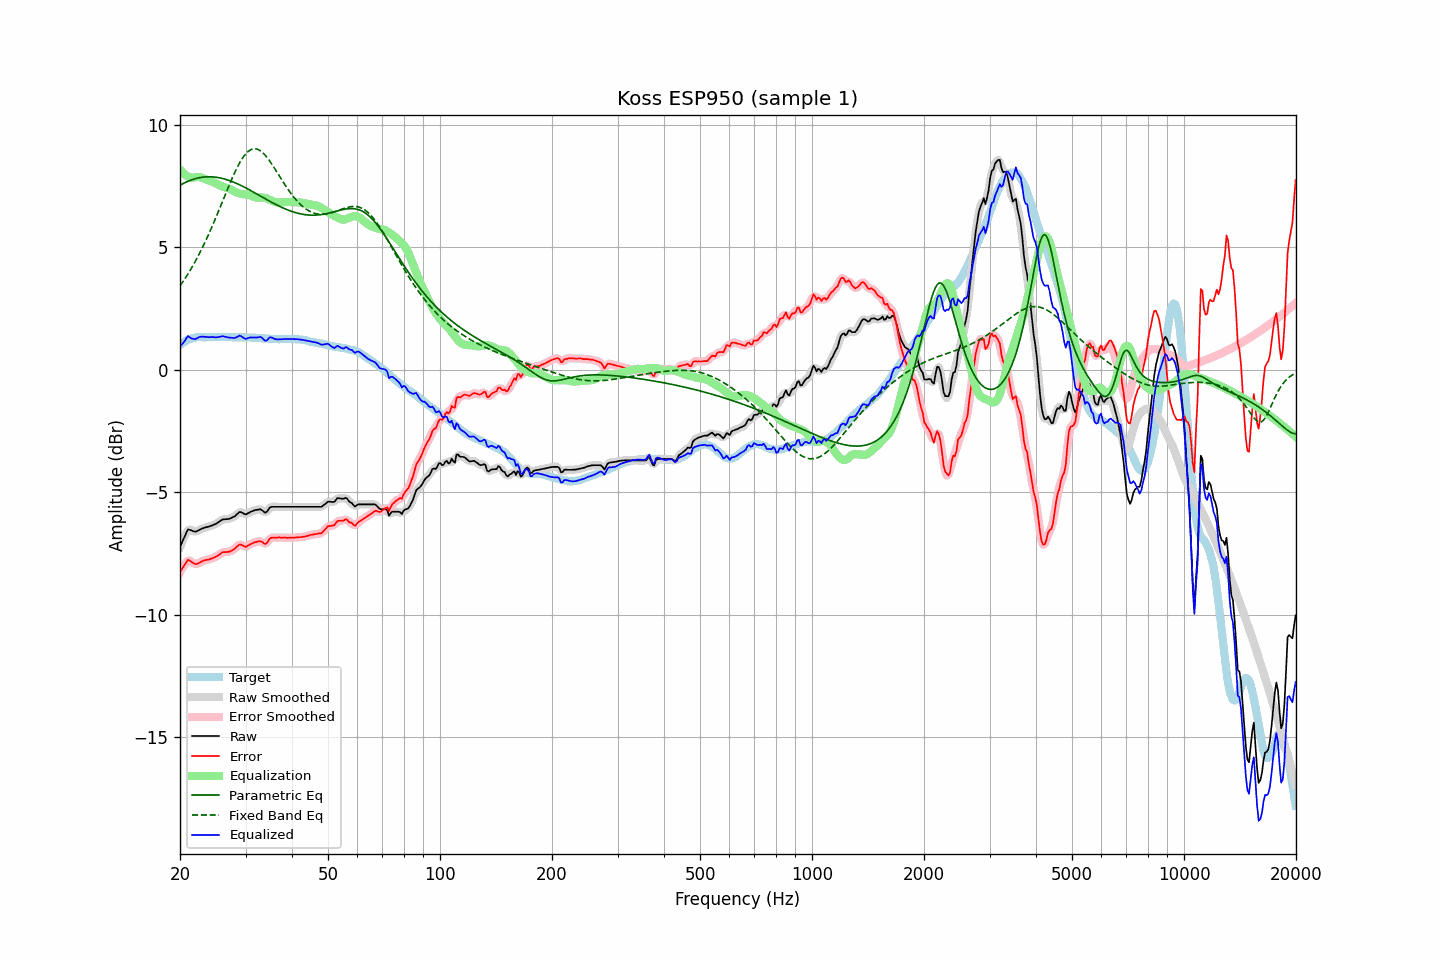 Koss ESP950 (sample 1)
Amplitude (dBr)
10
5
0
−5
−10
−15
Target
Raw Smoothed
Error Smoothed
Raw
Error
Equalization
Parametric Eq
Fixed Band Eq
Equalized
20 50 100 200 500 1000 2000 5000 10000 20000
Frequency (Hz)